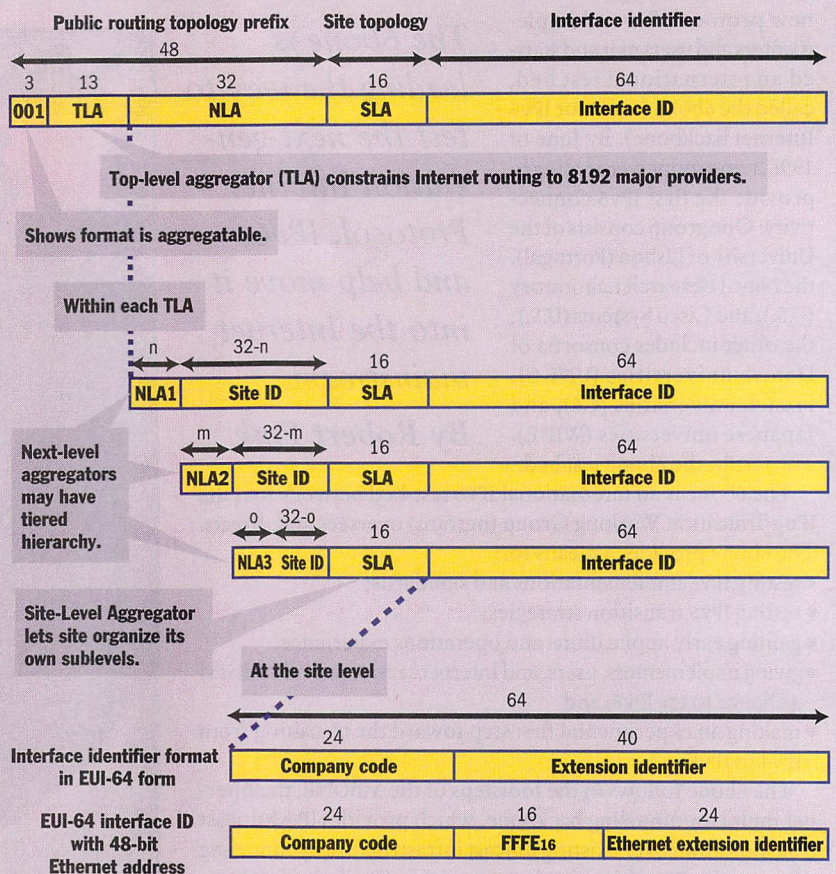 Public routing topology prefix
Site topology
Interface identifier
48
3
13
32
16
64
001
TLA
NLA
SLA
Interface ID
Top-level aggregator (TLA) constrains Internet routing to 8192 major providers.
Shows format is aggregatable.
Within each TLA
n
32-n
16
64
NLA1
Site ID
SLA
Interface ID
Next-level
aggregators
may have
tiered
hierarchy.
m
32-m
16
64
NLA2
Site ID
SLA
Interface ID
o
32-o
16
64
NLA3
Site ID
SLA
Interface ID
Site-Level Aggregator
lets site organize its
own sublevels.
At the site level
64
Interface identifier format
in EUI-64 form
24
40
Company code
Extension identifier
EUI-64 interface ID
with 48-bit
Ethernet address
24
16
24
Company code
FFFE16
Ethernet extension identifier